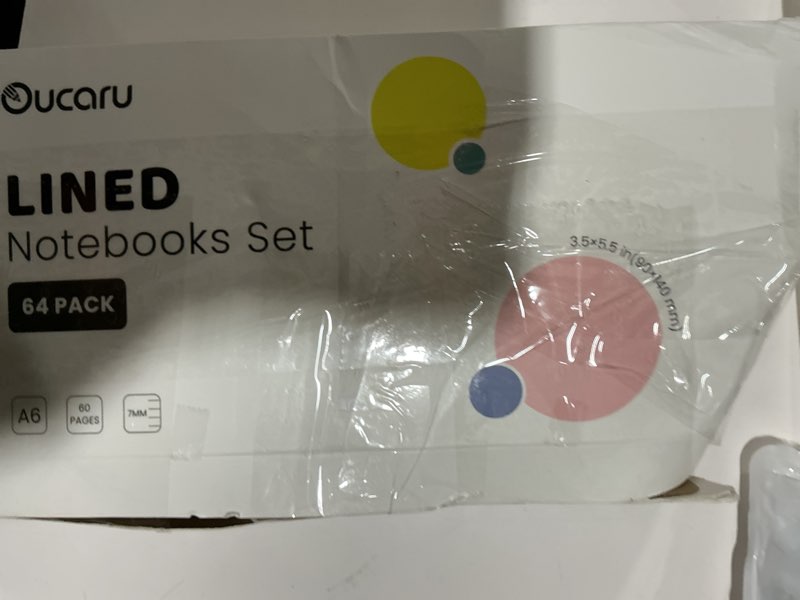 Oucaru
LINED
Notebooks Set
64 PACK
A6
60
PAGES
7MM
3.5×5.5 in(90×140 mm)